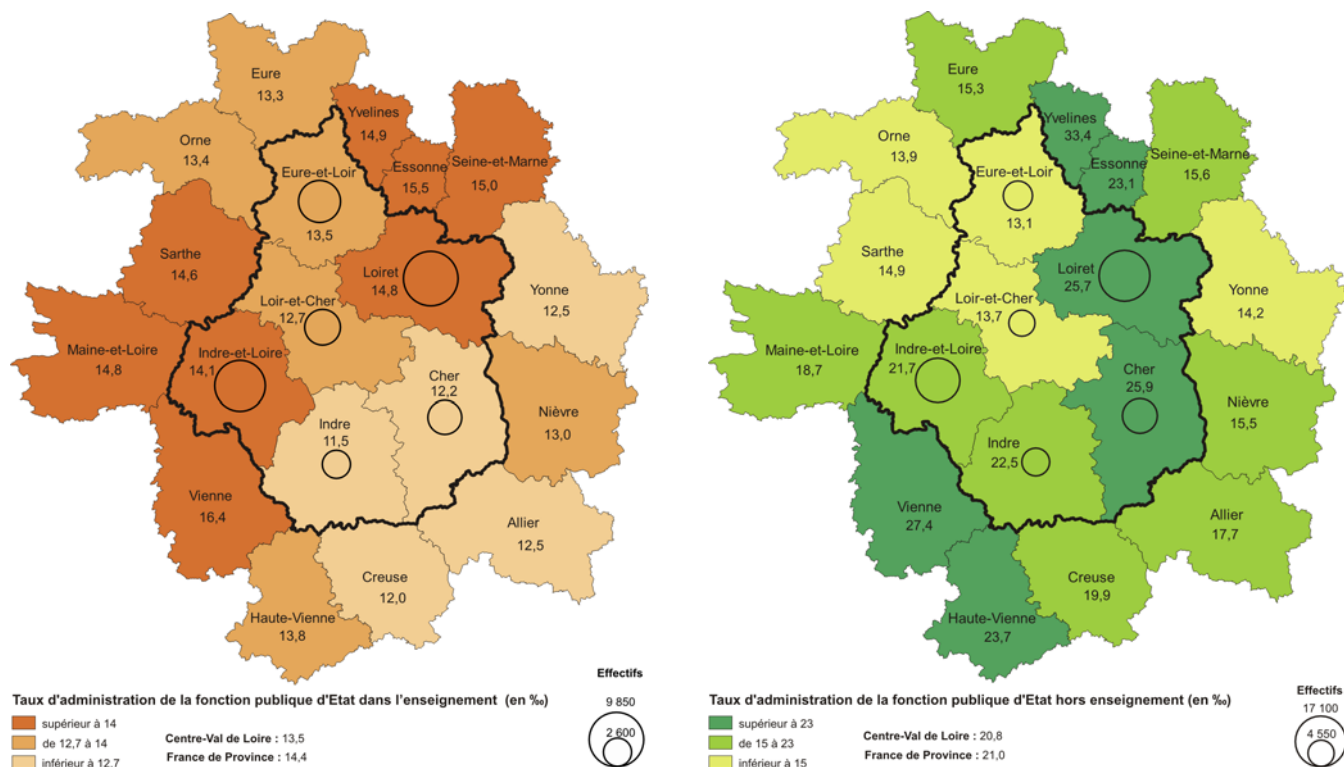 Eure
13,3
Orne
13,4
Yvelines
14,9
Essonne
15,5
Seine-et-Marne
15,0
Eure-et-Loir
13,5
Sarthe
14,6
Loiret
14,8
Yonne
12,5
Loir-et-Cher
12,7
Maine-et-Loire
14,8
Indre-et-Loire
14,1
Cher
12,2
Nièvre
13,0
Indre
11,5
Vienne
16,4
Allier
12,5
Creuse
12,0
Haute-Vienne
13,8
Taux d'administration de la fonction publique d'Etat dans l'enseignement (en ‰)
supérieur à 14
de 12,7 à 14
inférieur à 12,7
Centre-Val de Loire : 13,5
France de Province : 14,4
Effectifs
9 850
2 600
Eure
15,3
Orne
13,9
Yvelines
33,4
Essonne
23,1
Seine-et-Marne
15,6
Eure-et-Loir
13,1
Sarthe
14,9
Loiret
25,7
Yonne
14,2
Loir-et-Cher
13,7
Maine-et-Loire
18,7
Indre-et-Loire
21,7
Cher
25,9
Nièvre
15,5
Indre
22,5
Vienne
27,4
Allier
17,7
Creuse
19,9
Haute-Vienne
23,7
Taux d'administration de la fonction publique d'Etat hors enseignement (en ‰)
supérieur à 23
de 15 à 23
inférieur à 15
Centre-Val de Loire : 20,8
France de Province : 21,0
Effectifs
17 100
4 550